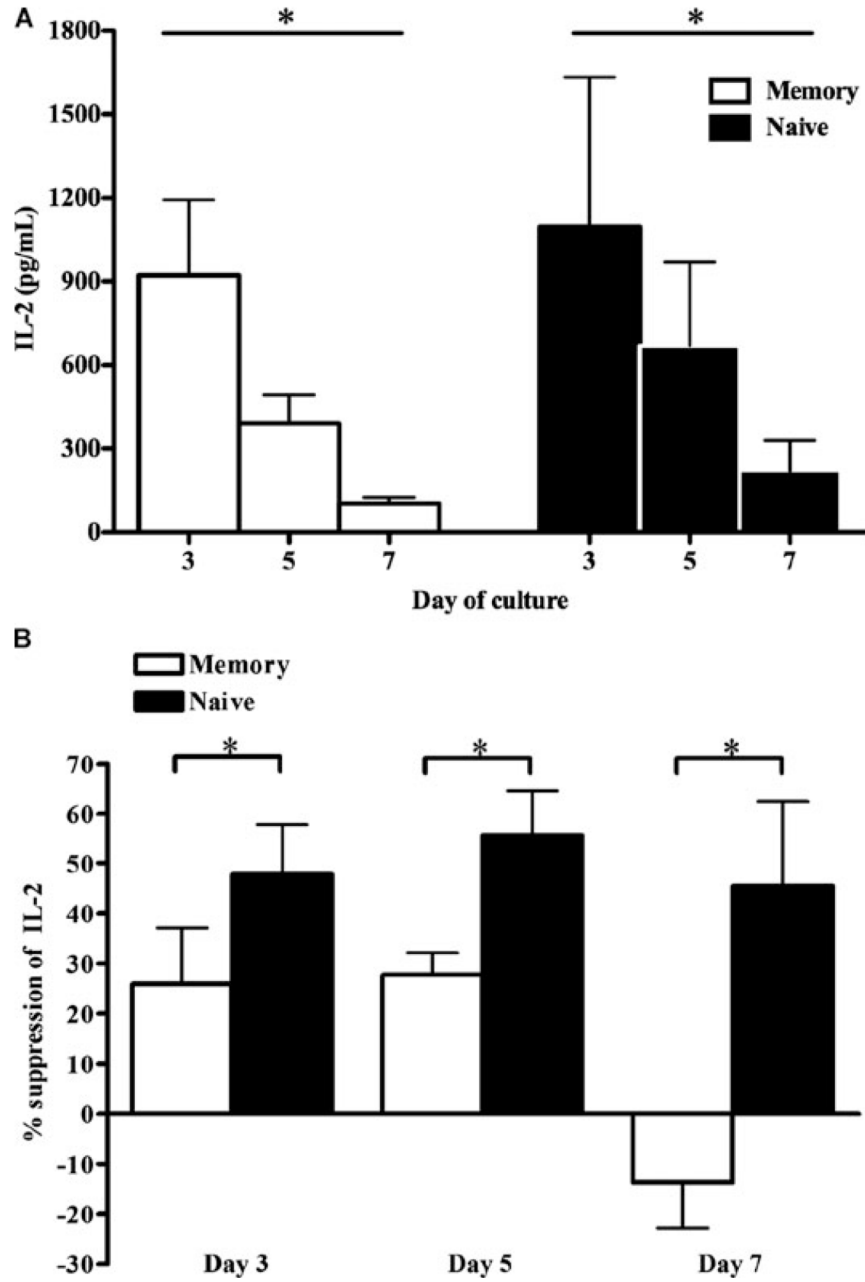 A
*
*
1800
1500
1200
900
600
300
0
IL-2 (pg/mL)
Memory
Naive
3 5 7 3 5 7
Day of culture
B
Memory
Naive
*
*
*
70
60
50
40
30
20
10
0
-10
-20
-30
% suppression of IL-2
Day 3 Day 5 Day 7